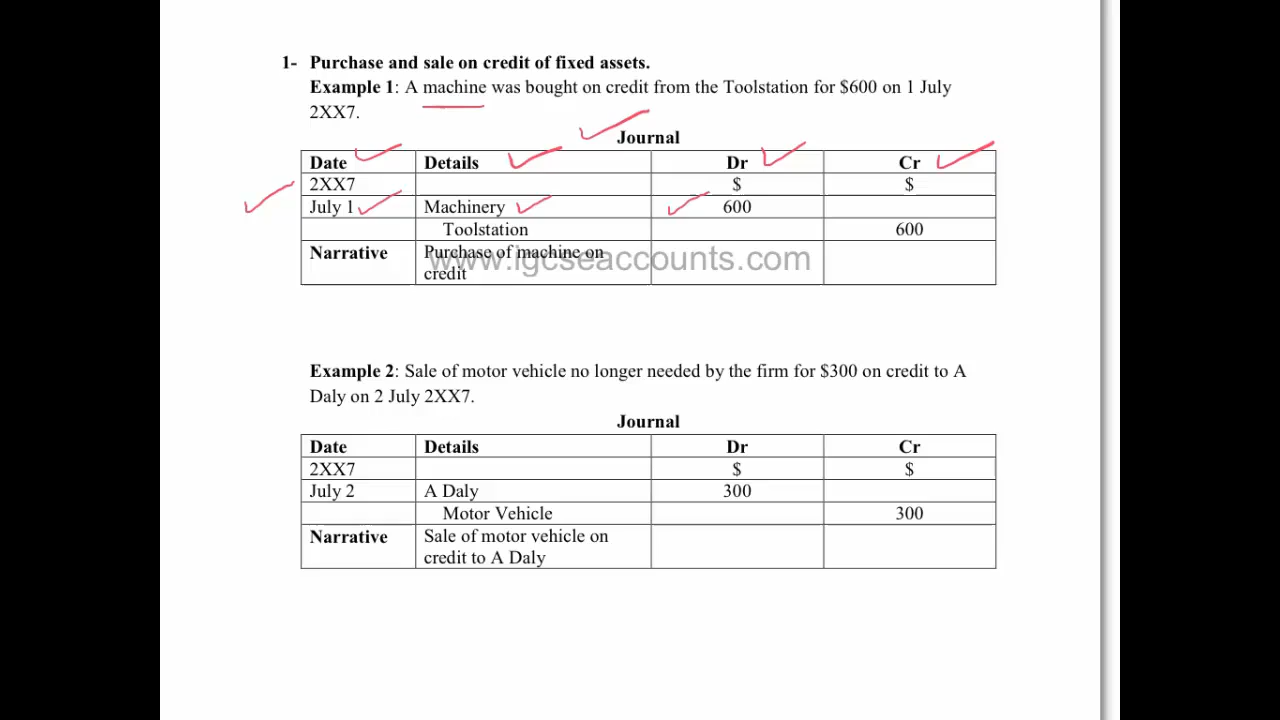 1- Purchase and sale on credit of fixed assets.
Example 1: A machine was bought on credit from the Toolstation for $600 on 1 July
2XX7.
Journal
Date Details Dr Cr
2XX7 $ $
July 1 Machinery 600
Toolstation 600
Narrative Purchase of machine on
credit
www.igcseaccounts.com
Example 2: Sale of motor vehicle no longer needed by the firm for $300 on credit to A
Daly on 2 July 2XX7.
Journal
Date Details Dr Cr
2XX7 $ $
July 2 A Daly 300
Motor Vehicle 300
Narrative Sale of motor vehicle on
credit to A Daly